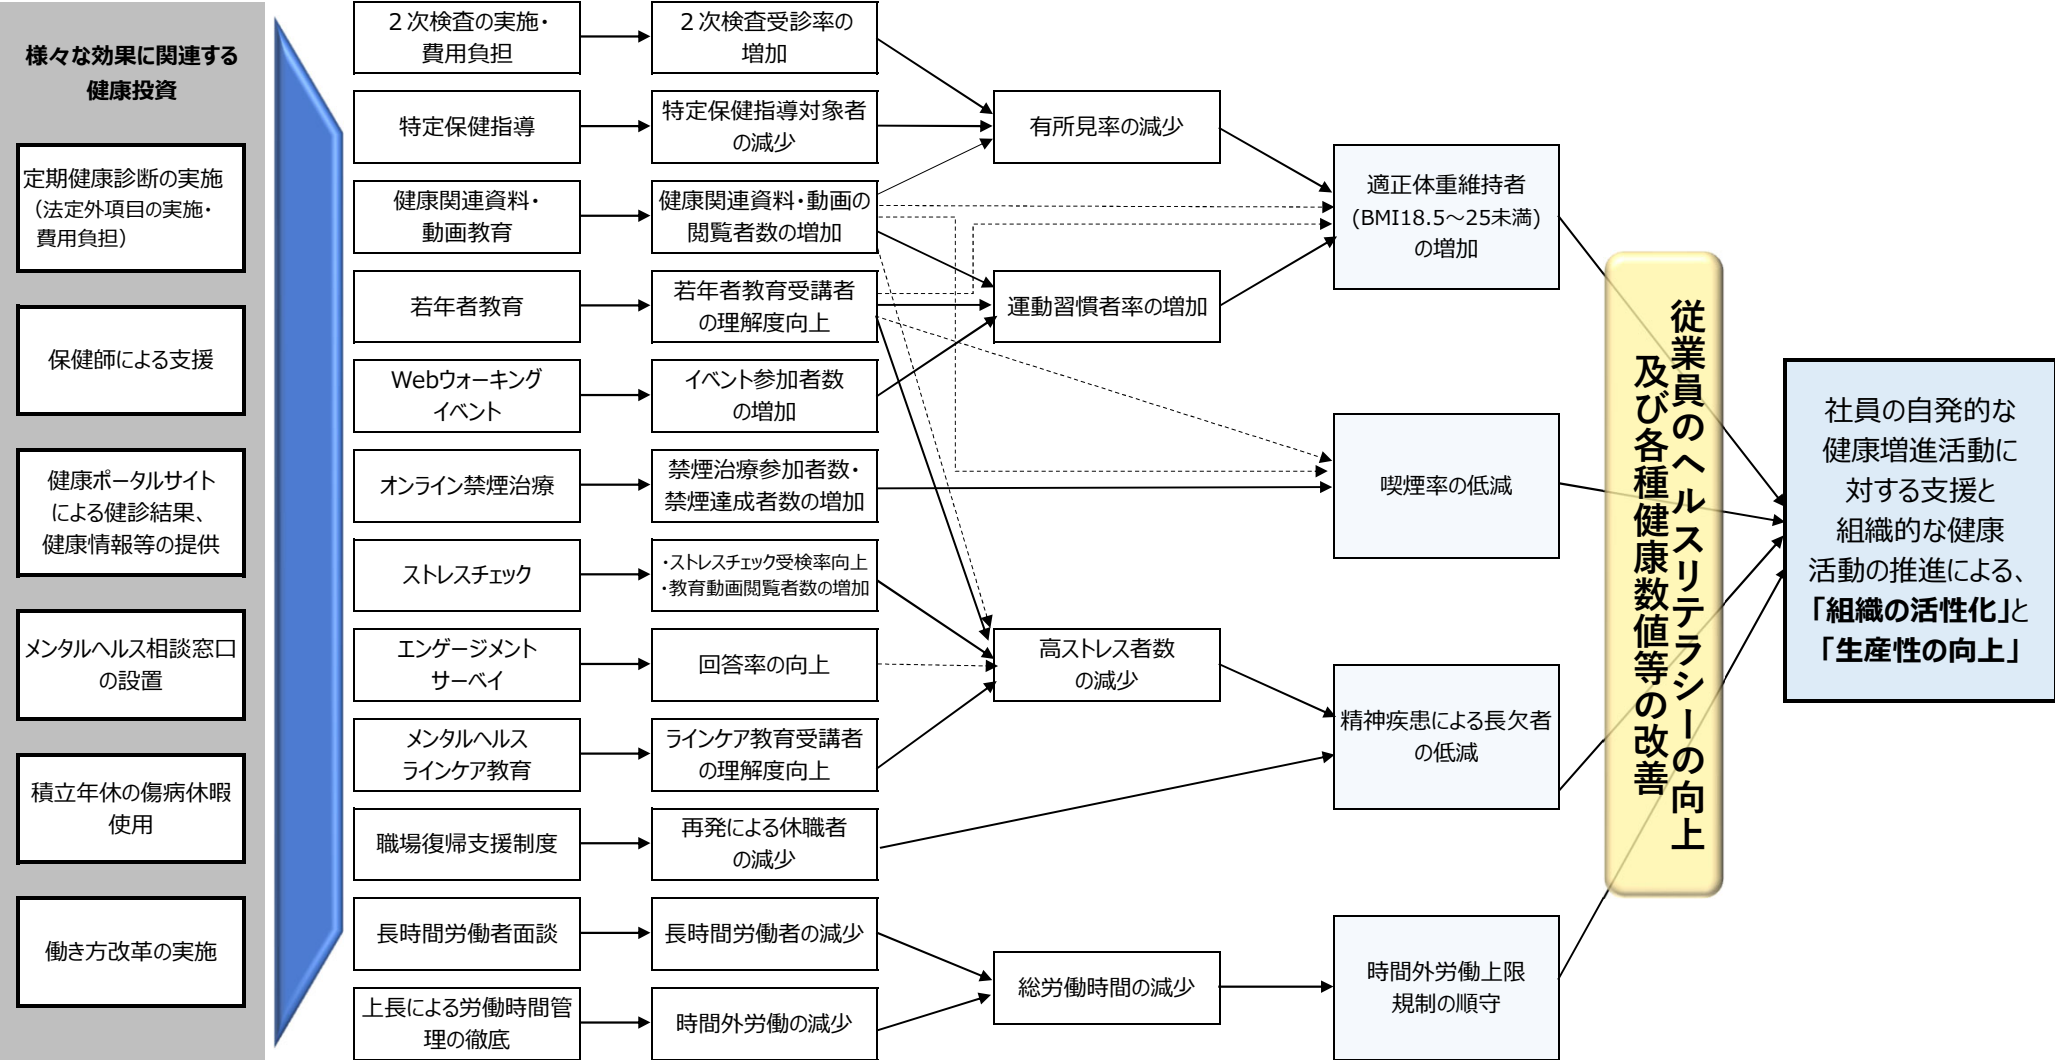 様々な効果に関連する
健康投資
定期健康診断の実施
（法定外項目の実施・
費用負担）
保健師による支援
健康ポータルサイト
による健診結果、
健康情報等の提供
メンタルヘルス相談窓口
の設置
積立年休の傷病休暇
使用
働き方改革の実施
２次検査の実施・
費用負担
特定保健指導
健康関連資料・
動画教育
若年者教育
Webウォーキング
イベント
オンライン禁煙治療
ストレスチェック
エンゲージメント
サーベイ
メンタルヘルス
ラインケア教育
職場復帰支援制度
長時間労働者面談
上長による労働時間管
理の徹底
２次検査受診率の
増加
特定保健指導対象者
の減少
健康関連資料・動画の
閲覧者数の増加
若年者教育受講者
の理解度向上
イベント参加者数
の増加
禁煙治療参加者数・
禁煙達成者数の増加
・ストレスチェック受検率向上
・教育動画閲覧者数の増加
回答率の向上
ラインケア教育受講者
の理解度向上
再発による休職者
の減少
長時間労働者の減少
時間外労働の減少
有所見率の減少
運動習慣者率の増加
高ストレス者数
の減少
総労働時間の減少
適正体重維持者
(BMI18.5～25未満)
の増加
喫煙率の低減
精神疾患による長欠者
の低減
時間外労働上限
規制の順守
従業員のヘルスリテラシーの向上
及び各種健康数値等の改善
社員の自発的な
健康増進活動に
対する支援と
組織的な健康
活動の推進による、
「組織の活性化」と
「生産性の向上」